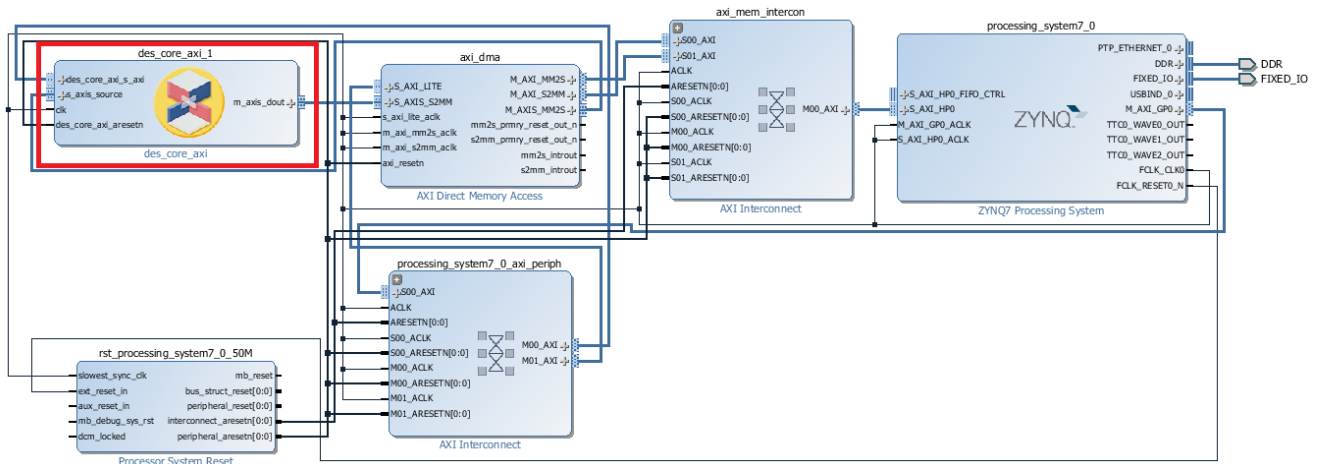 des_core_axi_1
des_core_axi_s_axi
s_axis_source
clk
des_core_axi_aresetn
m_axis_dout
des_core_axi
axi_dma
S_AXI_LITE
S_AXIS_S2MM
s_axi_lite_aclk
m_axi_mm2s_aclk
m_axi_s2mm_aclk
axi_resetn
M_AXI_MM2S
M_AXI_S2MM
M_AXIS_MM2S
mm2s_prmry_reset_out_n
s2mm_prmry_reset_out_n
mm2s_introut
s2mm_introut
AXI Direct Memory Access
axi_mem_intercon
S00_AXI
S01_AXI
ACLK
ARESETN[0:0]
S00_ACLK
S00_ARESETN[0:0]
M00_ACLK
M00_ARESETN[0:0]
S01_ACLK
S01_ARESETN[0:0]
M00_AXI
AXI Interconnect
processing_system7_0
S_AXI_HP0_FIFO_CTRL
S_AXI_HP0
M_AXI_GP0_ACLK
S_AXI_HP0_ACLK
ZYNQ
PTP_ETHERNET_0
DDR
FIXED_IO
USBIND_0
M_AXI_GP0
TTC0_WAVE0_OUT
TTC0_WAVE1_OUT
TTC0_WAVE2_OUT
FCLK_CLK0
FCLK_RESET0_N
ZYNQ7 Processing System
DDR
FIXED_IO
processing_system7_0_axi_periph
S00_AXI
ACLK
ARESETN[0:0]
S00_ACLK
S00_ARESETN[0:0]
M00_ACLK
M00_ARESETN[0:0]
M01_ACLK
M01_ARESETN[0:0]
M00_AXI
M01_AXI
AXI Interconnect
rst_processing_system7_0_50M
slowest_sync_clk
ext_reset_in
aux_reset_in
mb_debug_sys_rst
dcm_locked
mb_reset
bus_struct_reset[0:0]
peripheral_reset[0:0]
interconnect_aresetn[0:0]
peripheral_aresetn[0:0]
Processor System Reset